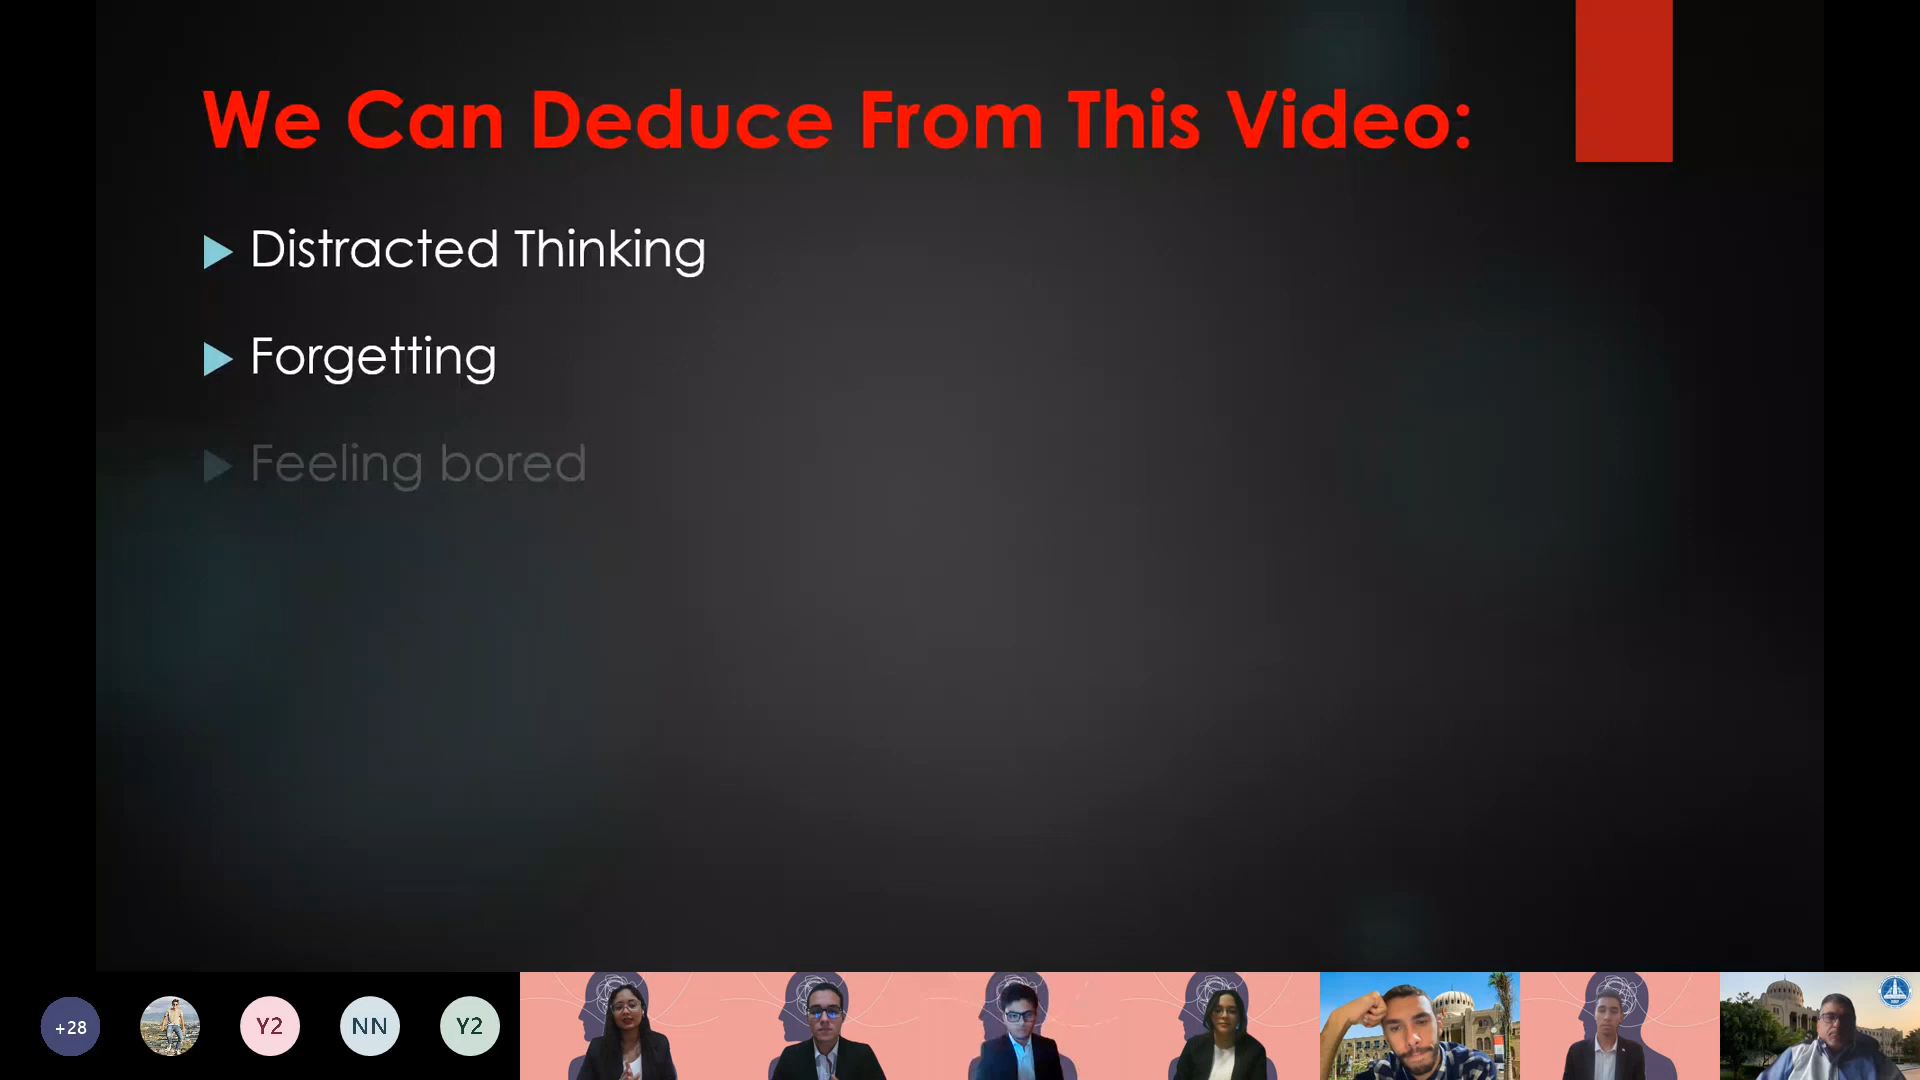 We Can Deduce From This Video:
Distracted Thinking
Forgetting
Feeling bored
+28
Y2
NN
Y2